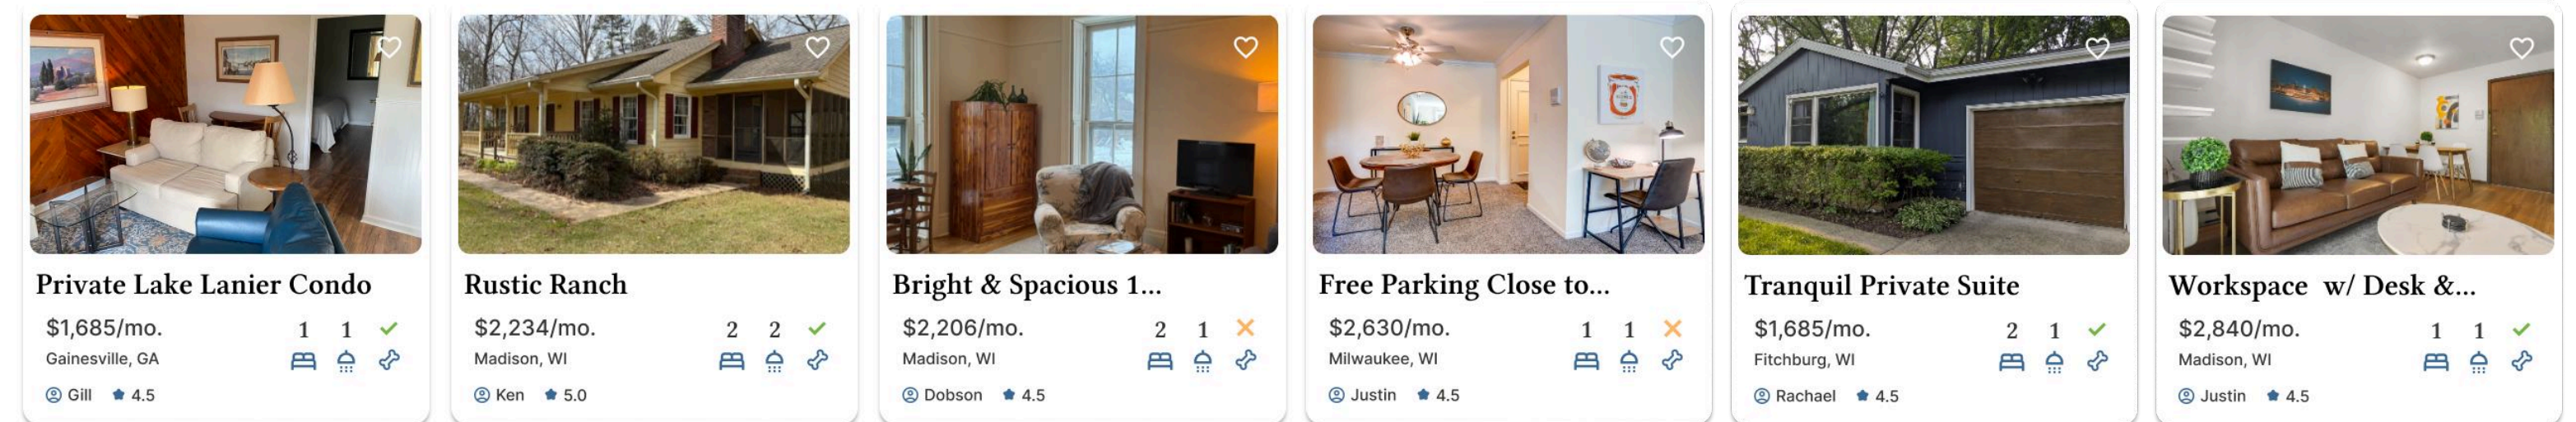 Private Lake Lanier Condo
$1,685/mo. 1 1
Gainesville, GA
Gill 4.5
Rustic Ranch
$2,234/mo. 2 2
Madison, WI
Ken 5.0
Bright & Spacious 1...
$2,206/mo. 2 1
Madison, WI
Dobson 4.5
Free Parking Close to...
$2,630/mo. 1 1
Milwaukee, WI
Justin 4.5
Tranquil Private Suite
$1,685/mo. 2 1
Fitchburg, WI
Rachael 4.5
Workspace w/ Desk &...
$2,840/mo. 1 1
Madison, WI
Justin 4.5